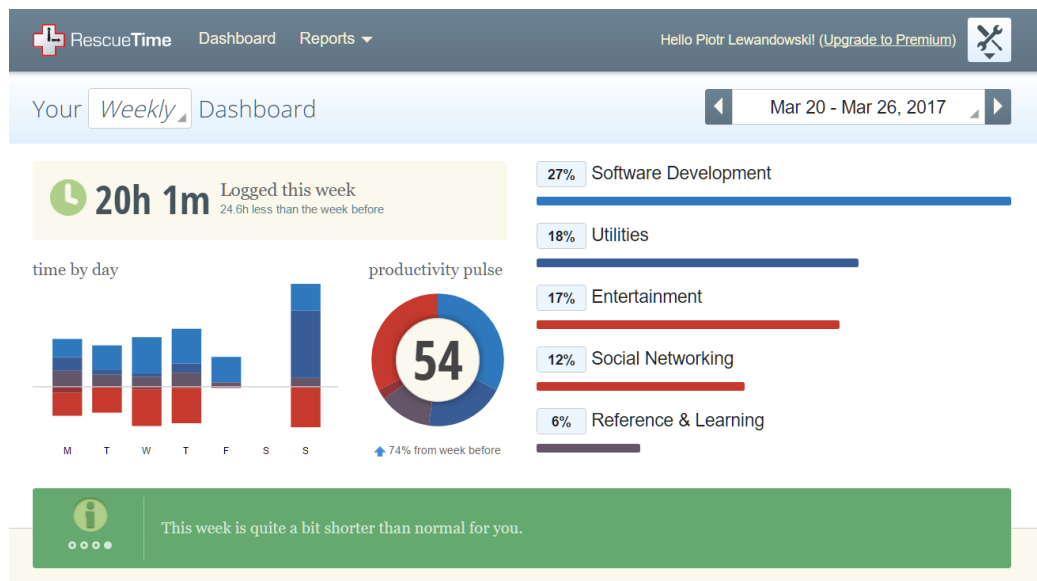 RescueTime Dashboard Reports Hello Piotr Lewandowski! (Upgrade to Premium)
Your Weekly Dashboard Mar 20 - Mar 26, 2017
20h 1m Logged this week
24.6h less than the week before
time by day
M T W T F S S
productivity pulse
54
74% from week before
27% Software Development
18% Utilities
17% Entertainment
12% Social Networking
6% Reference & Learning
This week is quite a bit shorter than normal for you.